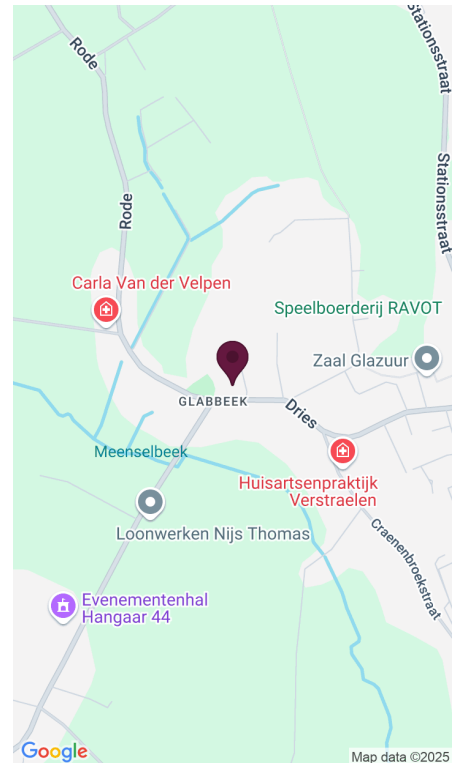 Rode
Stationsstraat
Stationsstraat
Rode
Carla Van der Velpen
Speelboerderij RAVOT
Zaal Glazuur
GLABBEEK
Dries
Meenselbeek
Huisartsenpraktijk
Verstraelen
Loonwerken Nijs Thomas
Craenenbroekstraat
Evenementenhal
Hangaar 44
Google
Map data ©2025